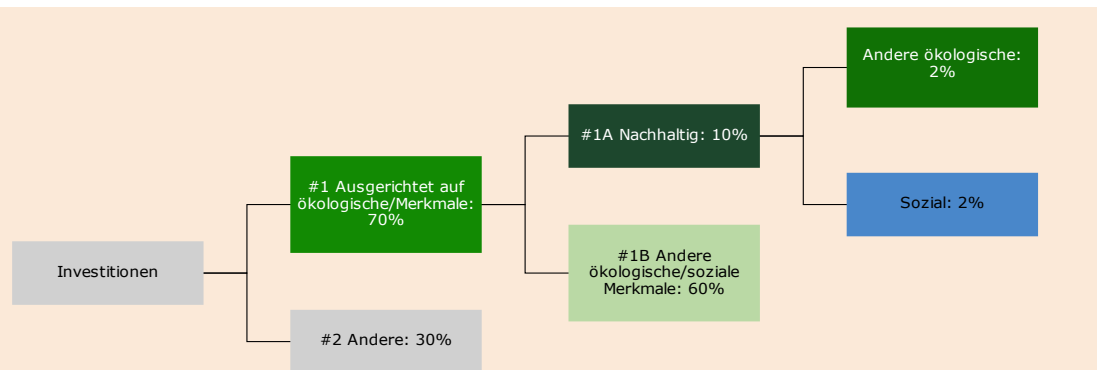 Andere ökologische:
2%
#1A Nachhaltig: 10%
#1 Ausgerichtet auf
ökologische/Merkmale:
70%
Sozial: 2%
Investitionen
#1B Andere
ökologische/soziale
Merkmale: 60%
#2 Andere: 30%